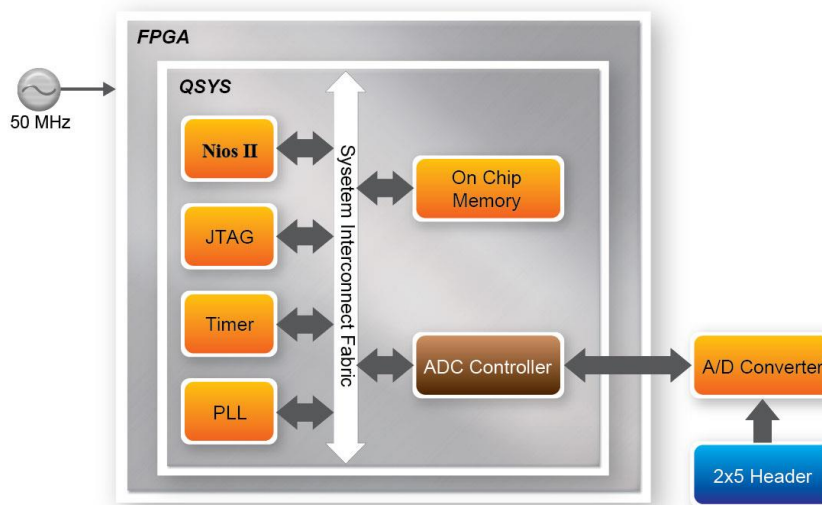 FPGA
QSYS
50 MHz
Nios II
JTAG
Timer
PLL
Sysetem Interconnect Fabric
On Chip
Memory
ADC Controller
A/D Converter
2x5 Header